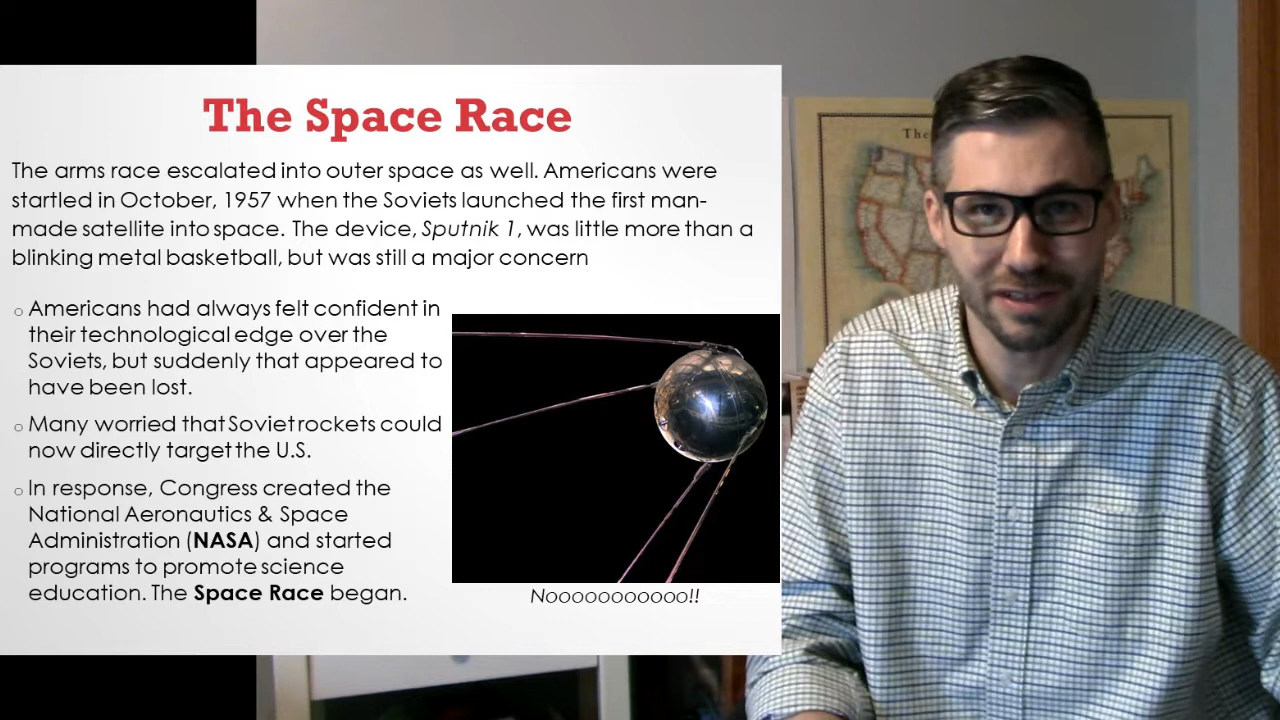 The Space Race
The arms race escalated into outer space as well. Americans were
startled in October, 1957 when the Soviets launched the first man-
made satellite into space. The device, Sputnik 1, was little more than a
blinking metal basketball, but was still a major concern
o Americans had always felt confident in
their technological edge over the
Soviets, but suddenly that appeared to
have been lost.
o Many worried that Soviet rockets could
now directly target the U.S.
o In response, Congress created the
National Aeronautics & Space
Administration (NASA) and started
programs to promote science
education. The Space Race began.
Nooooooooooo!!
The